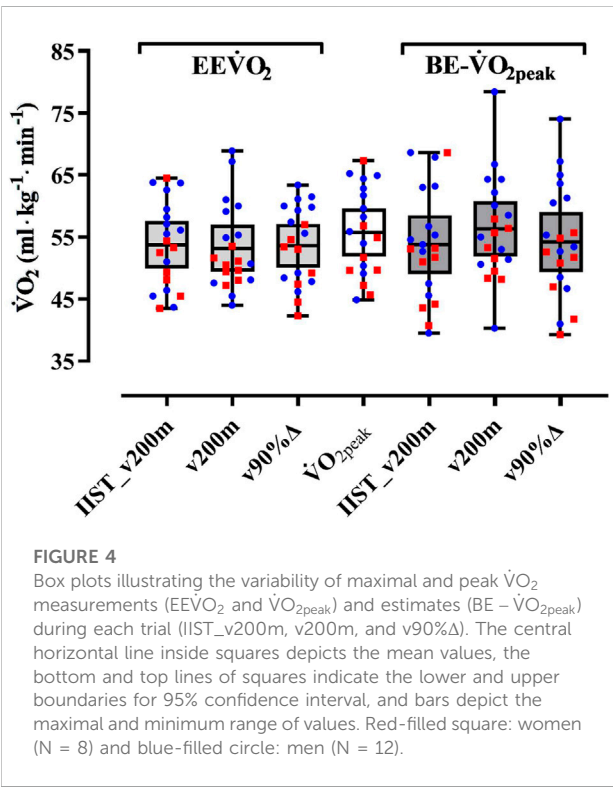 EEV̇O₂
BE-V̇O₂peak
V̇O₂ (ml·kg⁻¹·min⁻¹)
85
75
65
55
45
35
IIST_v200m
v200m
v90%Δ
V̇O₂peak
IIST_v200m
v200m
v90%Δ
FIGURE 4
Box plots illustrating the variability of maximal and peak V̇O₂
measurements (EEV̇O₂ and V̇O₂peak) and estimates (BE – V̇O₂peak)
during each trial (IIST_v200m, v200m, and v90%Δ). The central
horizontal line inside squares depicts the mean values, the
bottom and top lines of squares indicate the lower and upper
boundaries for 95% confidence interval, and bars depict the
maximal and minimum range of values. Red-filled square: women
(N = 8) and blue-filled circle: men (N = 12).